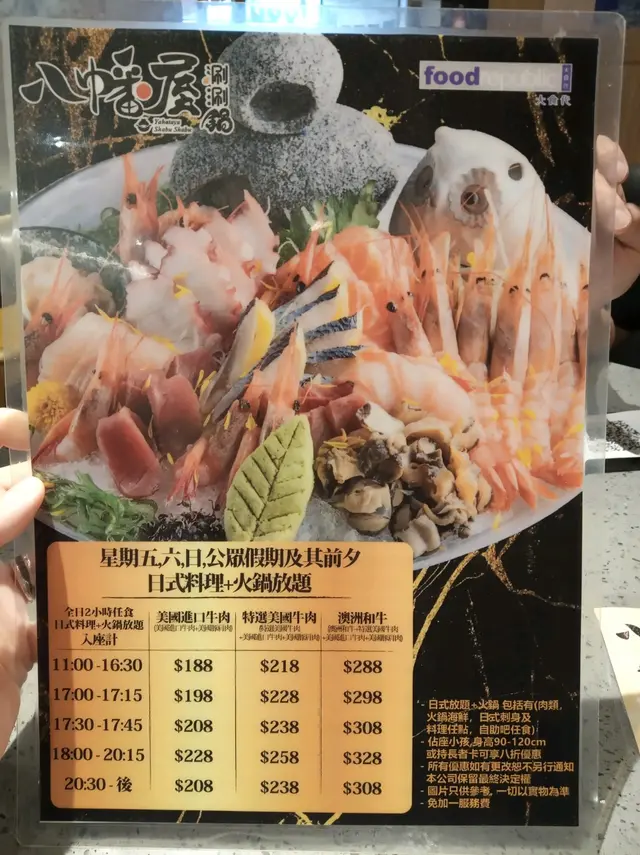 八幡屋
涮涮鍋
Yahataya
Shabu Shabu
food
大食代
星期五,六,日,公眾假期及其前夕
日式料理+火鍋放題
全日2小時任食
日式料理+火鍋放題
入座計
美國進口牛肉
特選美國牛肉
澳洲和牛
11:00 -16:30 $188 $218 $288
17:00 -17:15 $198 $228 $298
17:30 -17:45 $208 $238 $308
18:00 - 20:15 $228 $258 $328
20:30 - 後 $208 $238 $308
- 日式放題+火鍋 包括有(肉類,
火鍋海鮮, 日式刺身及
料理任點, 自助吧任食)
- 佔座小孩,身高90-120cm
或持長者卡可享八折優惠
- 所有優惠如有更改恕不另行通知
本公司保留最終決定權
- 圖片只供參考, 一切以實物為準
- 免加一服務費